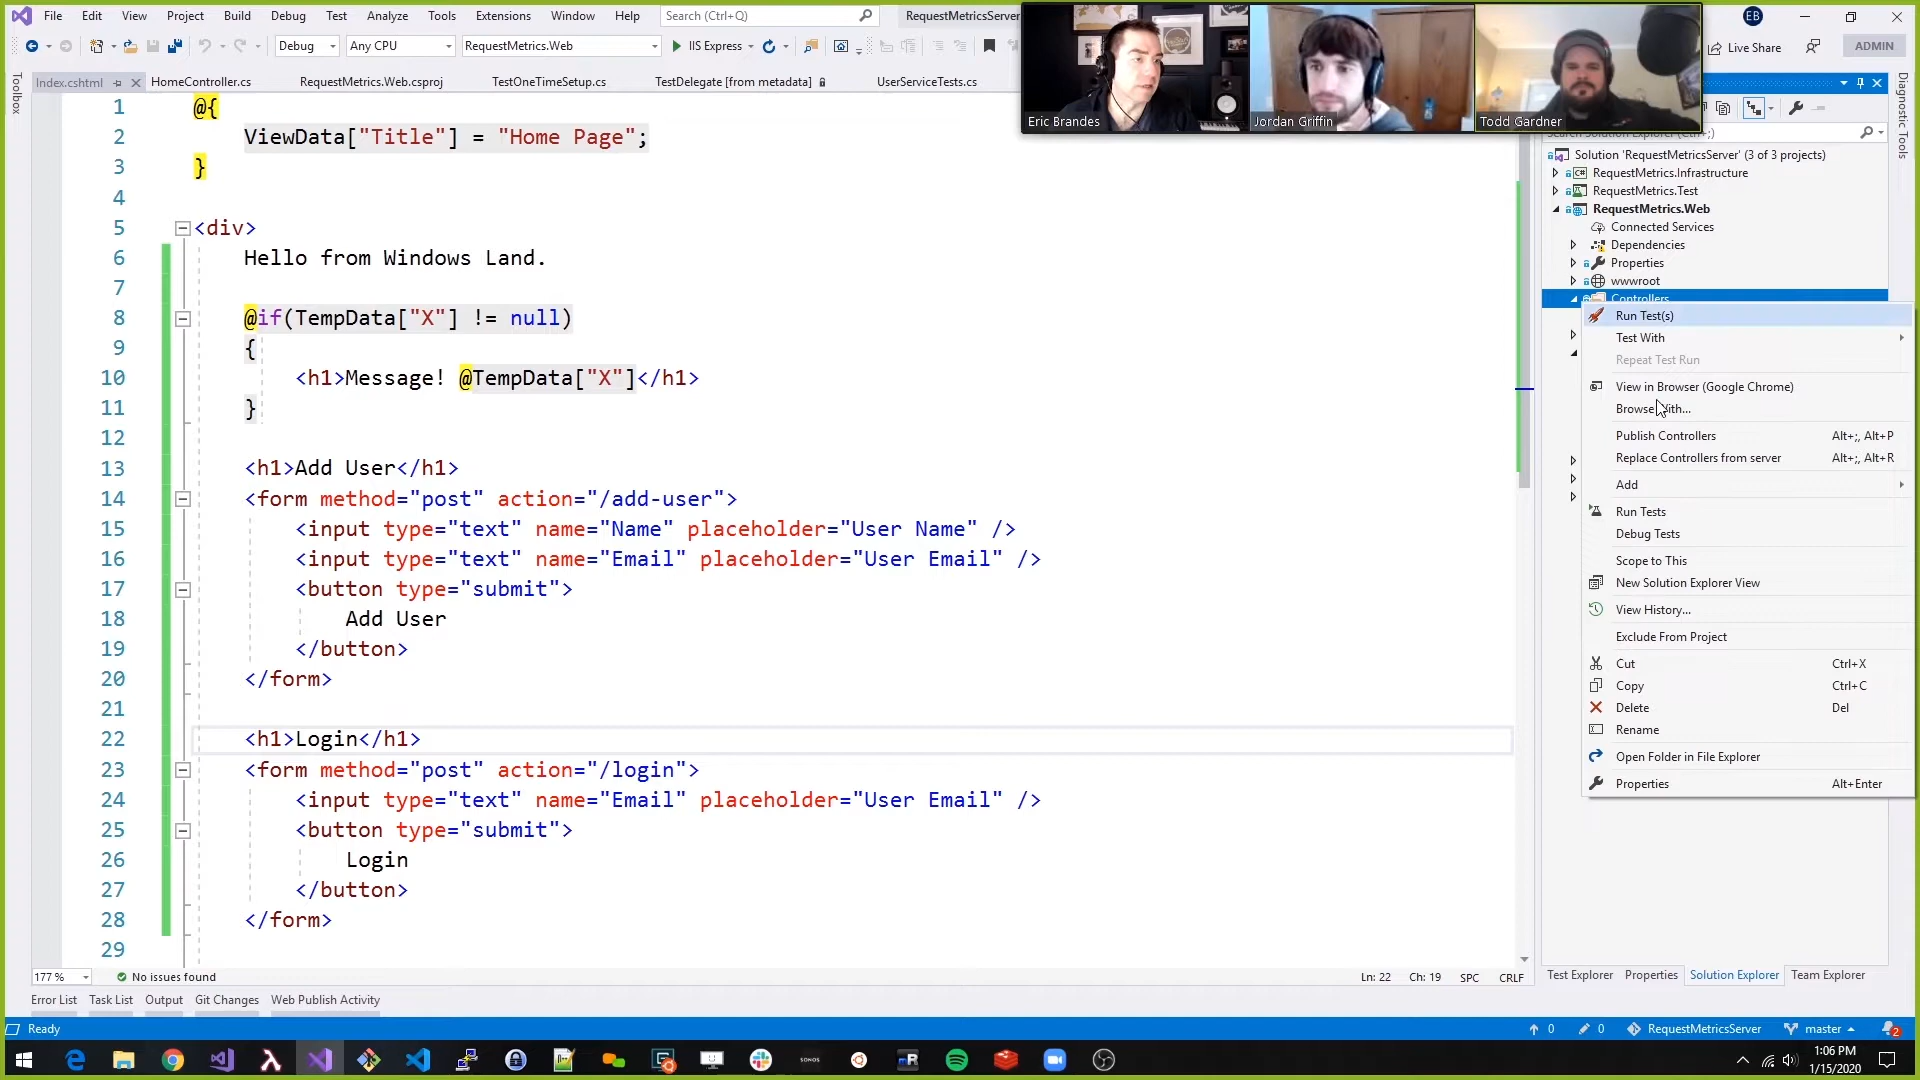 File Edit View Project Build Debug Test Analyze Tools Extensions Window Help Search (Ctrl+Q) RequestMetricsServer
EB
Debug Any CPU RequestMetrics.Web IIS Express Live Share ADMIN
Index.cshtml HomeController.cs RequestMetrics.Web.csproj TestOneTimeSetup.cs TestDelegate [from metadata] UserServiceTests.cs
Eric Brandes Jordan Griffin Todd Gardner
Toolbox
Diagnostic Tools
Search Solution Explorer (Ctrl+;)
1 @{
2 ViewData["Title"] = "Home Page";
3 }
4
5 <div>
6 Hello from Windows Land.
7
8 @if(TempData["X"] != null)
9 {
10 <h1>Message! @TempData["X"]</h1>
11 }
12
13 <h1>Add User</h1>
14 <form method="post" action="/add-user">
15 <input type="text" name="Name" placeholder="User Name" />
16 <input type="text" name="Email" placeholder="User Email" />
17 <button type="submit">
18 Add User
19 </button>
20 </form>
21
22 <h1>Login</h1>
23 <form method="post" action="/login">
24 <input type="text" name="Email" placeholder="User Email" />
25 <button type="submit">
26 Login
27 </button>
28 </form>
29
Solution 'RequestMetricsServer' (3 of 3 projects)
RequestMetrics.Infrastructure
RequestMetrics.Test
RequestMetrics.Web
Connected Services
Dependencies
Properties
wwwroot
Controllers
Run Test(s)
Test With
Repeat Test Run
View in Browser (Google Chrome)
Browse With...
Publish Controllers Alt+;, Alt+P
Replace Controllers from server Alt+;, Alt+R
Add
Run Tests
Debug Tests
Scope to This
New Solution Explorer View
View History...
Exclude From Project
Cut Ctrl+X
Copy Ctrl+C
Delete Del
Rename
Open Folder in File Explorer
Properties Alt+Enter
177 % No issues found Ln: 22 Ch: 19 SPC CRLF
Test Explorer Properties Solution Explorer Team Explorer
Error List Task List Output Git Changes Web Publish Activity
Ready 0 0 RequestMetricsServer master 2
SONOS
1:06 PM
1/15/2020